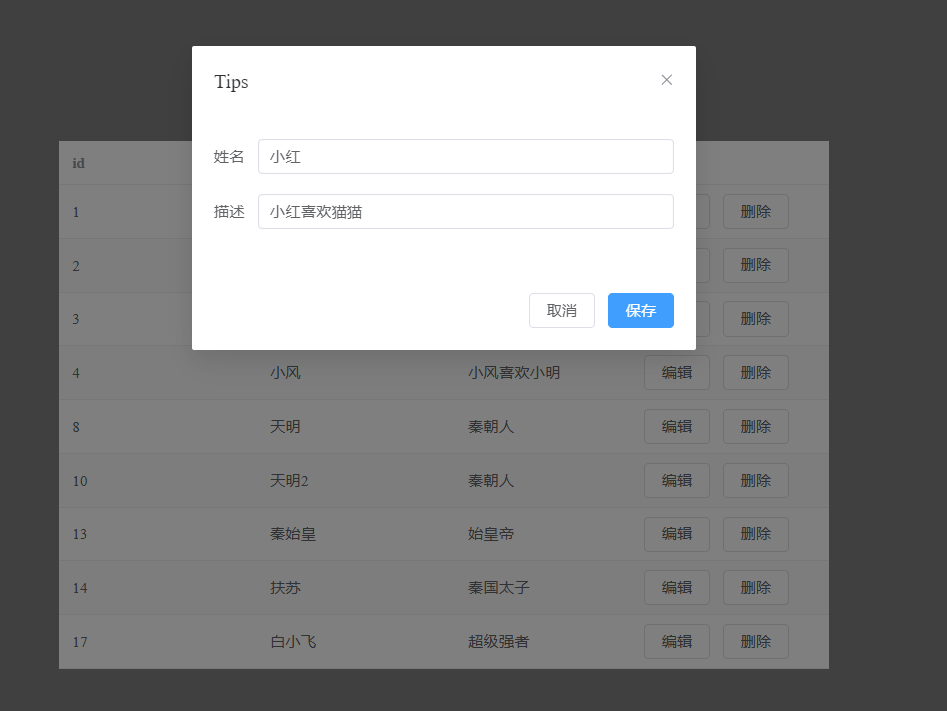 Tips
姓名 小红
描述 小红喜欢猫猫
取消 保存
id
1 删除
2 删除
3 删除
4 小风 小风喜欢小明 编辑 删除
8 天明 秦朝人 编辑 删除
10 天明2 秦朝人 编辑 删除
13 秦始皇 始皇帝 编辑 删除
14 扶苏 秦国太子 编辑 删除
17 白小飞 超级强者 编辑 删除